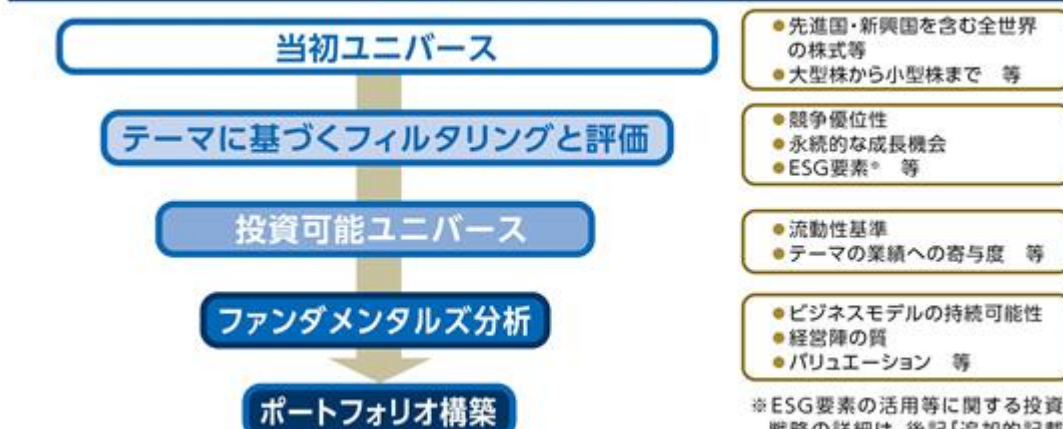 当初ユニバース
●先進国・新興国を含む全世界
の株式等
●大型株から小型株まで 等
テーマに基づくフィルタリングと評価
●競争優位性
●永続的な成長機会
●ESG要素※ 等
投資可能ユニバース
●流動性基準
●テーマの業績への寄与度 等
ファンダメンタルズ分析
●ビジネスモデルの持続可能性
●経営陣の質
●バリュエーション 等
ポートフォリオ構築
※ESG要素の活用等に関する投資
戦略の詳細は、後記「追加的記載